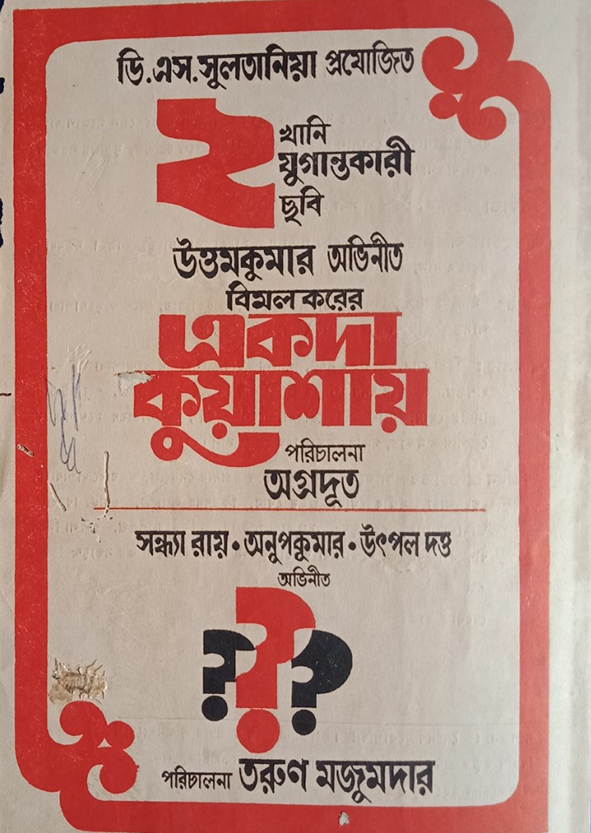 ডি.এস.সুলতানিয়া প্রযোজিত
২
খানি
যুগান্তকারী
ছবি
উত্তমকুমার অভিনীত
বিমল করের
একদা
কুয়াশায়
পরিচালনা
অগ্রদূত
সন্ধ্যা রায় • অনুপকুমার • উৎপল দত্ত
অভিনীত
???
পরিচালনা তরুণ মজুমদার